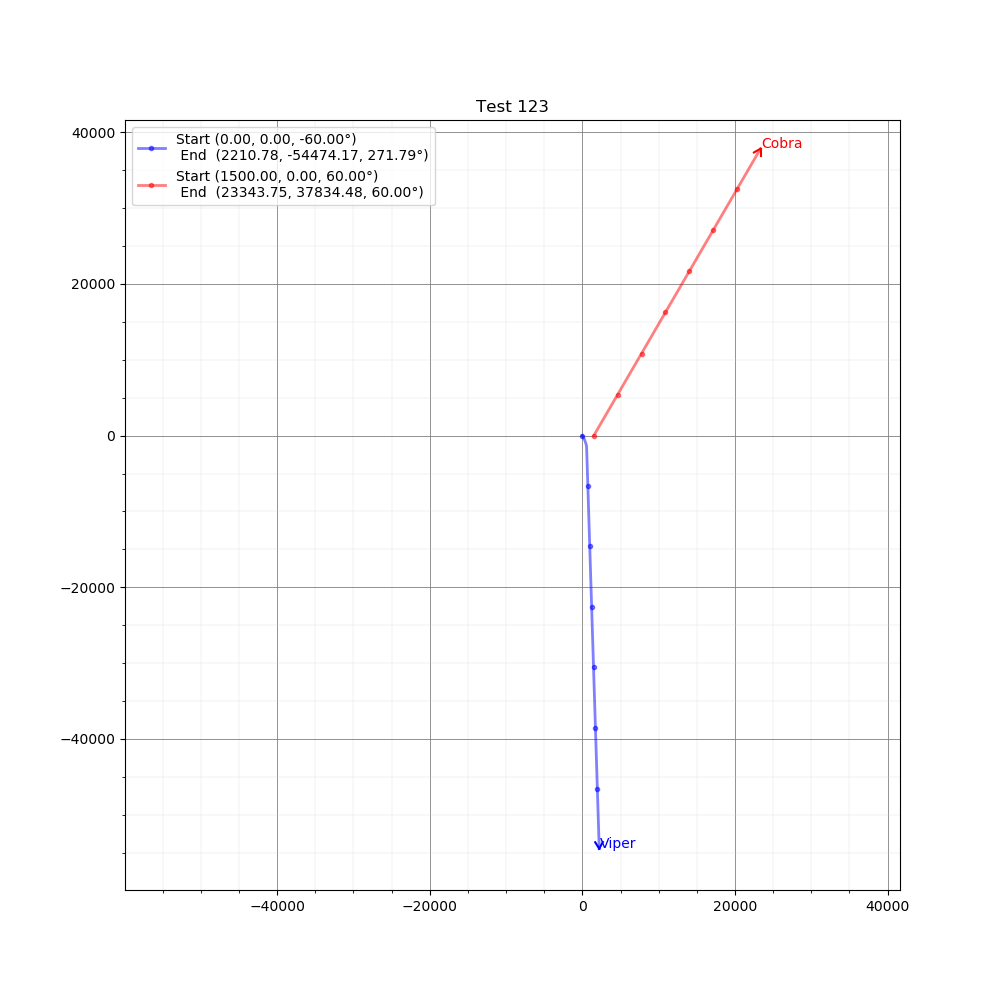 Test 123
Start (0.00, 0.00, -60.00°)
End (2210.78, -54474.17, 271.79°)
Start (1500.00, 0.00, 60.00°)
End (23343.75, 37834.48, 60.00°)
Cobra
Viper
40000
20000
0
−20000
−40000
−40000
−20000
0
20000
40000